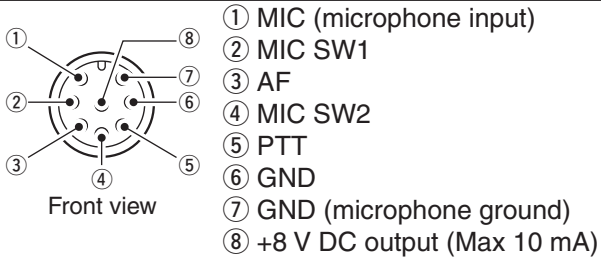 ① MIC (microphone input)
② MIC SW1
③ AF
④ MIC SW2
⑤ PTT
⑥ GND
⑦ GND (microphone ground)
⑧ +8 V DC output (Max 10 mA)
①
⑧
②
⑦
⑥
③
④
⑤
Front view